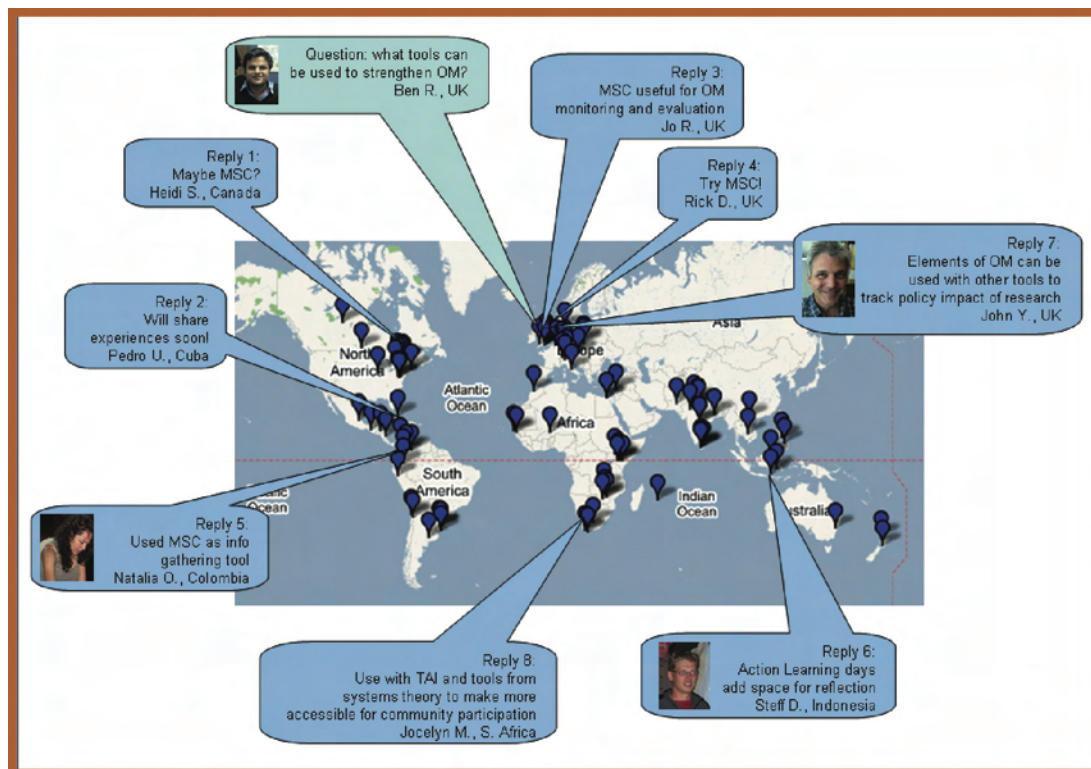 Question: what tools can
be used to strengthen OM?
Ben R., UK
Reply 3:
MSC useful for OM
monitoring and evaluation
Jo R., UK
Reply 1:
Maybe MSC?
Heidi S., Canada
Reply 4:
Try MSC!
Rick D., UK
Reply 7:
Elements of OM can be
used with other tools to
track policy impact of research
John Y., UK
Reply 2:
Will share
experiences soon!
Pedro U., Cuba
North
America
Atlantic
Ocean
Europe
Asia
Africa
South
America
Indian
Ocean
Australia
Ocean
Reply 5:
Used MSC as info
gathering tool
Natalia O., Colombia
Reply 8:
Use with TAI and tools from
systems theory to make more
accessible for community participation
Jocelyn M., S. Africa
Reply 6:
Action Learning days
add space for reflection
Steff D., Indonesia